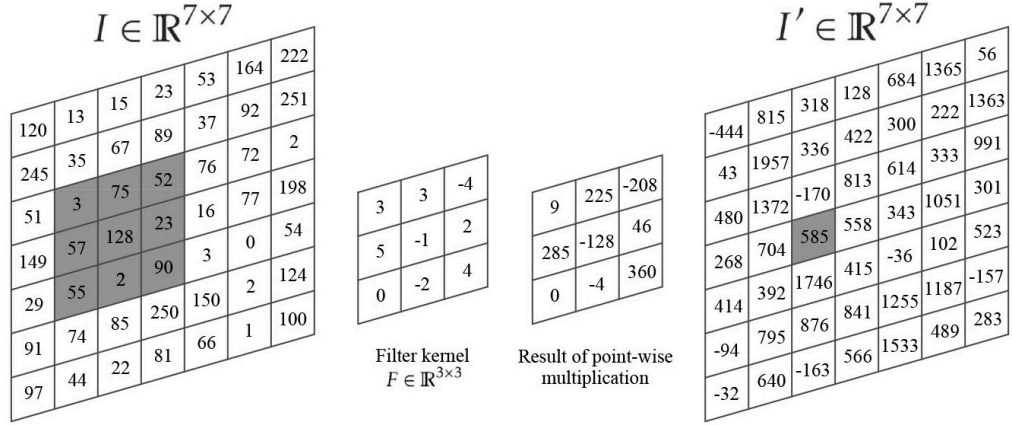 I ∈ ℝ^{7×7}
120 13 15 23 53 164 222
245 35 67 89 37 92 251
51 3 75 52 76 72 2
149 57 128 23 16 77 198
29 55 2 90 3 0 54
91 74 85 250 150 2 124
97 44 22 81 66 1 100
3 3 -4
5 -1 2
0 -2 4
Filter kernel
F ∈ ℝ^{3×3}
9 225 -208
285 -128 46
0 -4 360
Result of point-wise
multiplication
I′ ∈ ℝ^{7×7}
-444 815 318 128 684 1365 56
43 1957 336 422 300 222 1363
480 1372 -170 813 614 333 991
268 704 585 558 343 1051 301
414 392 1746 415 -36 102 523
-94 795 876 841 1255 1187 -157
-32 640 -163 566 1533 489 283